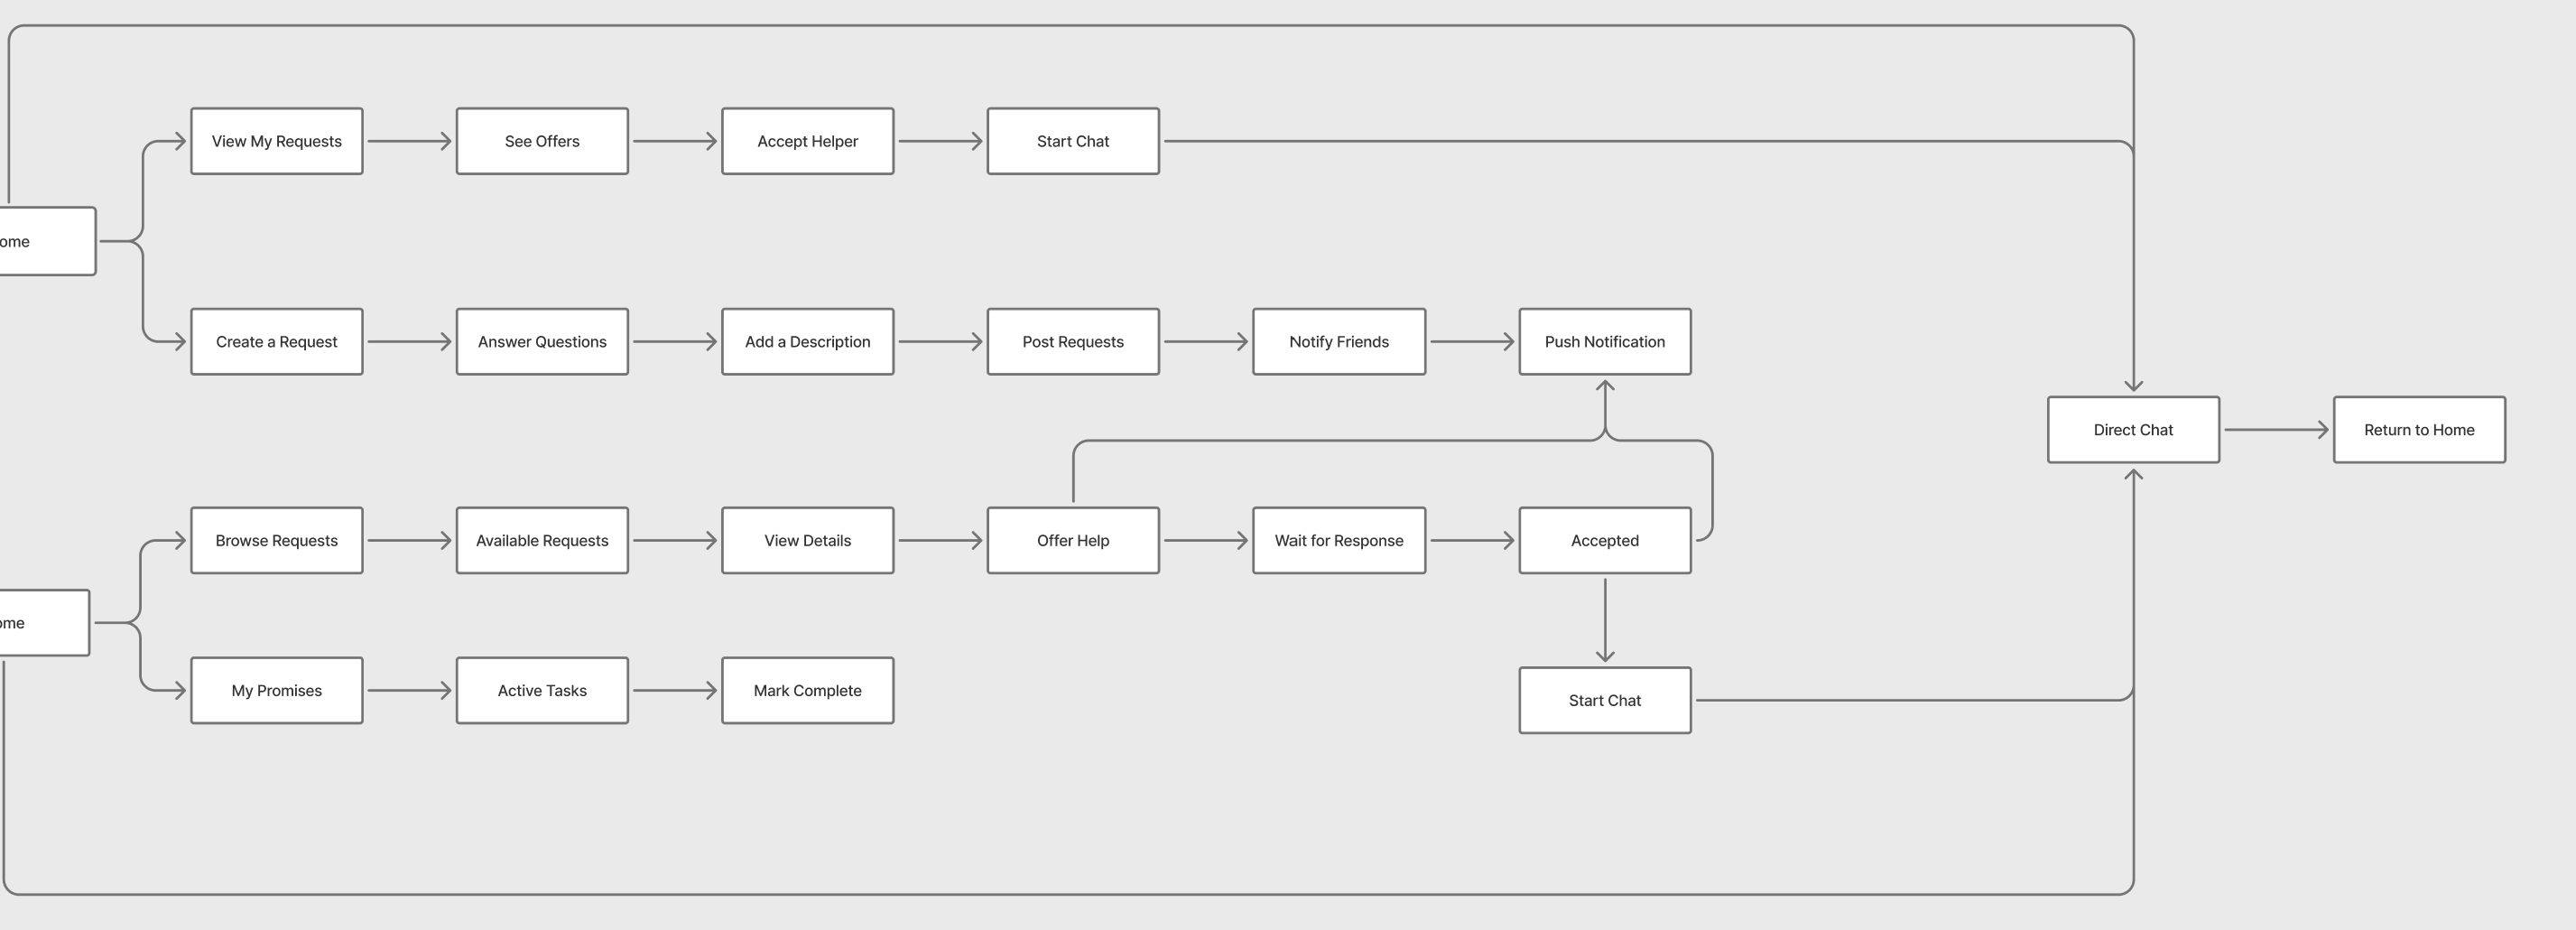 View My Requests
See Offers
Accept Helper
Start Chat
ome
Create a Request
Answer Questions
Add a Description
Post Requests
Notify Friends
Push Notification
Direct Chat
Return to Home
Browse Requests
Available Requests
View Details
Offer Help
Wait for Response
Accepted
ome
My Promises
Active Tasks
Mark Complete
Start Chat